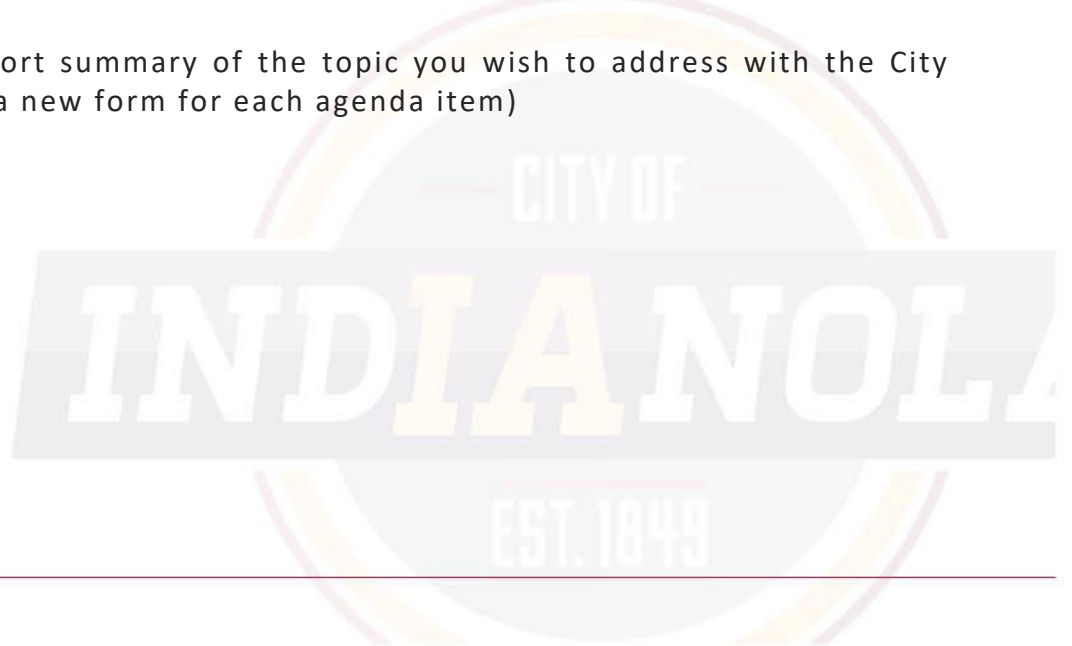 ort summary of the topic you wish to address with the City
a new form for each agenda item)
CITY OF
INDIANOLA
EST. 1849